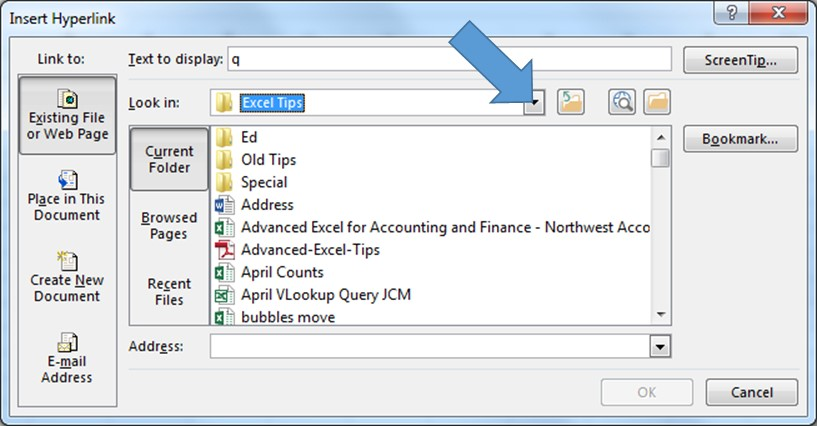 Insert Hyperlink
Link to:
Text to display: q
ScreenTip...
Existing File
or Web Page
Look in: Excel Tips
Bookmark...
Current
Folder
Ed
Old Tips
Special
Address
Advanced Excel for Accounting and Finance - Northwest Acco
Advanced-Excel-Tips
April Counts
April VLookup Query JCM
bubbles move
Place in This
Document
Browsed
Pages
Create New
Document
Recent
Files
E-mail
Address
Address:
OK
Cancel